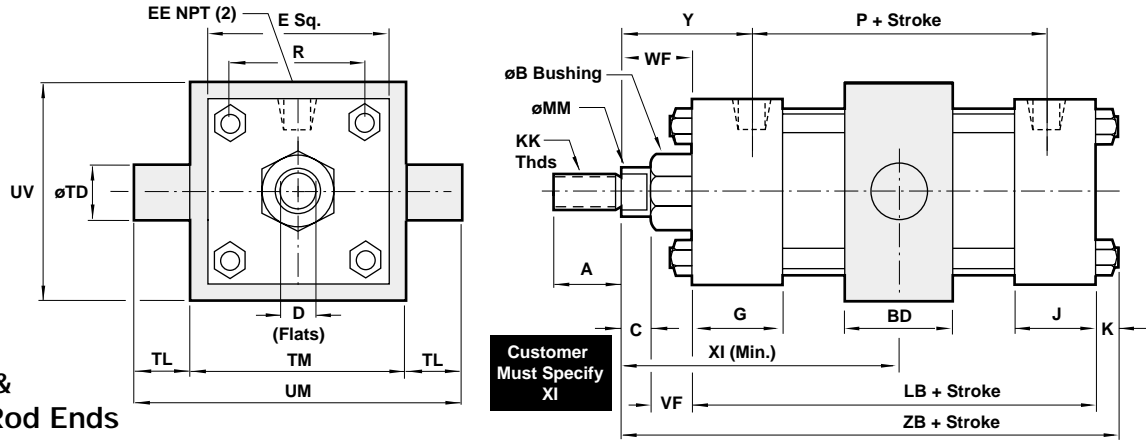 EE NPT (2)
E Sq.
R
UV
øTD
D
(Flats)
TL
TM
TL
UM
&
Rod Ends
Y
P + Stroke
WF
øB Bushing
øMM
KK
Thds
A
C
G
BD
J
K
Customer
Must Specify
XI
XI (Min.)
VF
LB + Stroke
ZB + Stroke